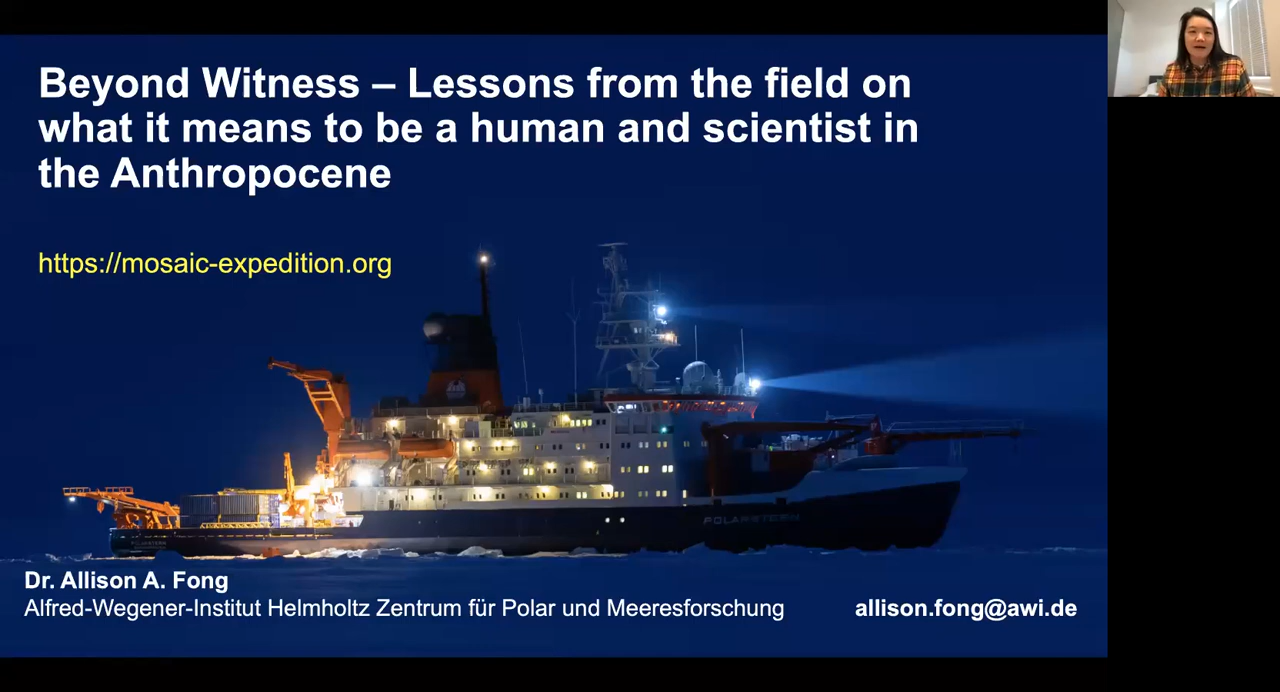 Beyond Witness – Lessons from the field on
what it means to be a human and scientist in
the Anthropocene
https://mosaic-expedition.org
POLARSTERN
Dr. Allison A. Fong
Alfred-Wegener-Institut Helmholtz Zentrum für Polar und Meeresforschung
allison.fong@awi.de